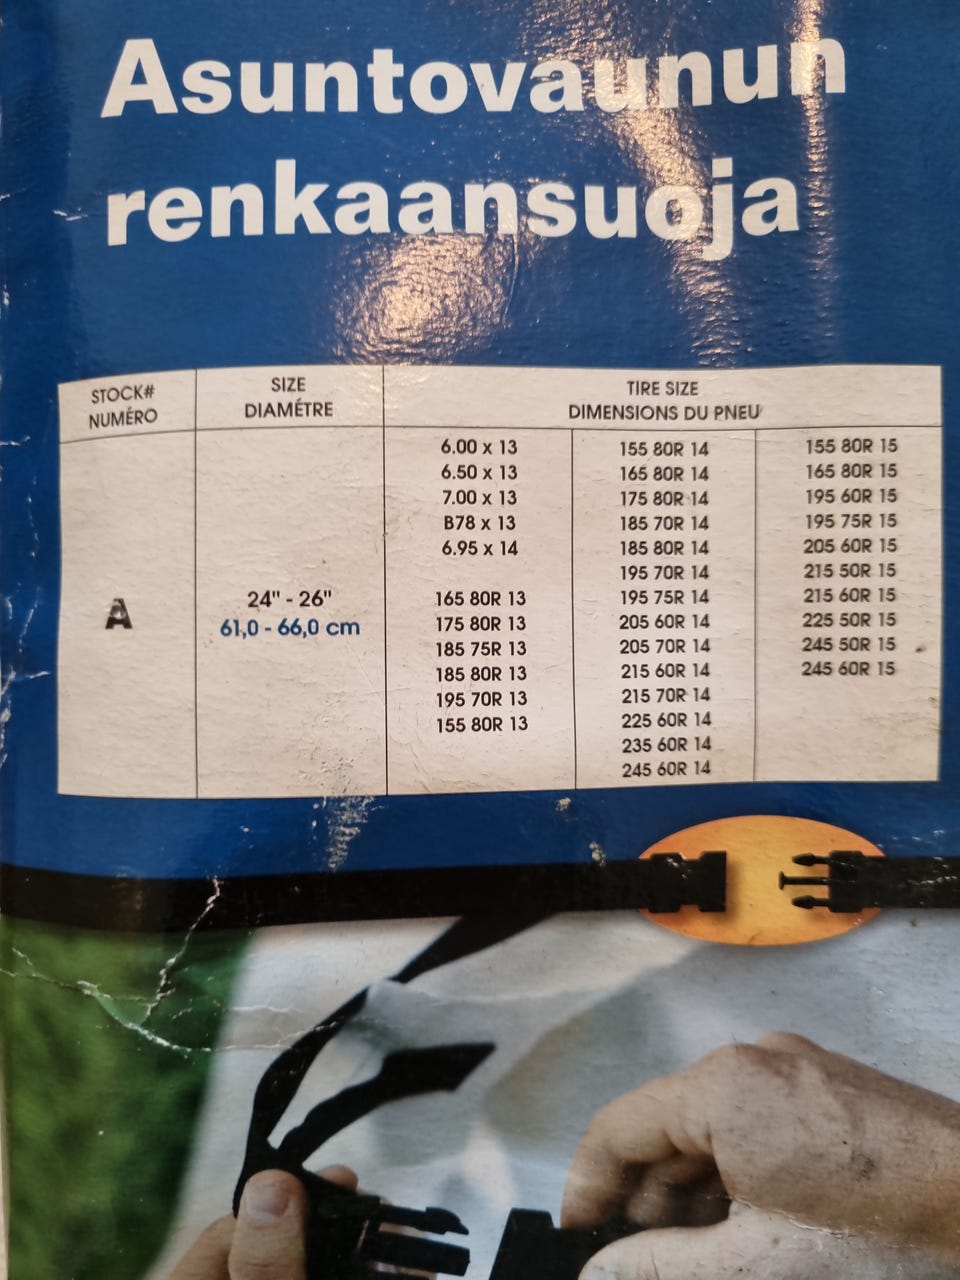 Asuntovaunun
renkaansuoja
STOCK#
NUMÉRO
SIZE
DIAMÉTRE
TIRE SIZE
DIMENSIONS DU PNEU
A
24" - 26"
61,0 - 66,0 cm
6.00 x 13
6.50 x 13
7.00 x 13
B78 x 13
6.95 x 14
165 80R 13
175 80R 13
185 75R 13
185 80R 13
195 70R 13
155 80R 13
155 80R 14
165 80R 14
175 80R 14
185 70R 14
185 80R 14
195 70R 14
195 75R 14
205 60R 14
205 70R 14
215 60R 14
215 70R 14
225 60R 14
235 60R 14
245 60R 14
155 80R 15
165 80R 15
195 60R 15
195 75R 15
205 60R 15
215 50R 15
215 60R 15
225 50R 15
245 50R 15
245 60R 15